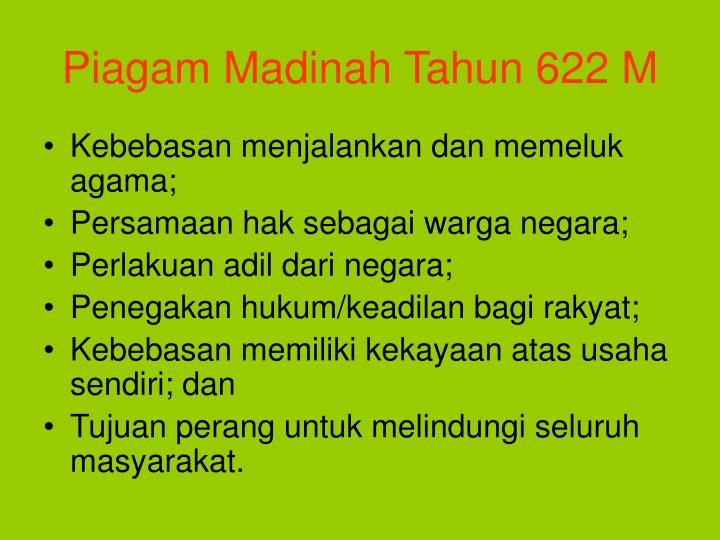 Piagam Madinah Tahun 622 M
• Kebebasan menjalankan dan memeluk
agama;
• Persamaan hak sebagai warga negara;
• Perlakuan adil dari negara;
• Penegakan hukum/keadilan bagi rakyat;
• Kebebasan memiliki kekayaan atas usaha
sendiri; dan
• Tujuan perang untuk melindungi seluruh
masyarakat.